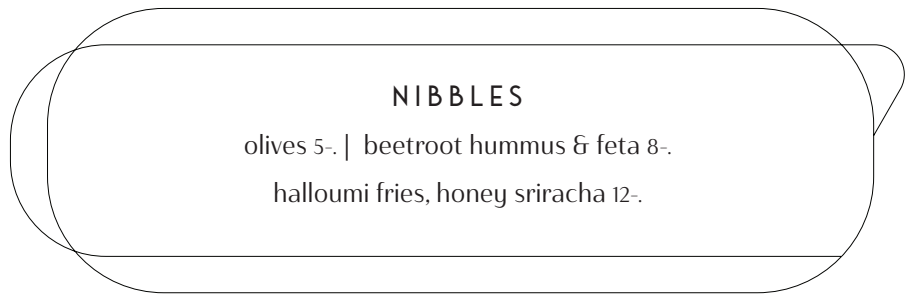 NIBBLES
olives 5-. | beetroot hummus & feta 8-.
halloumi fries, honey sriracha 12-.